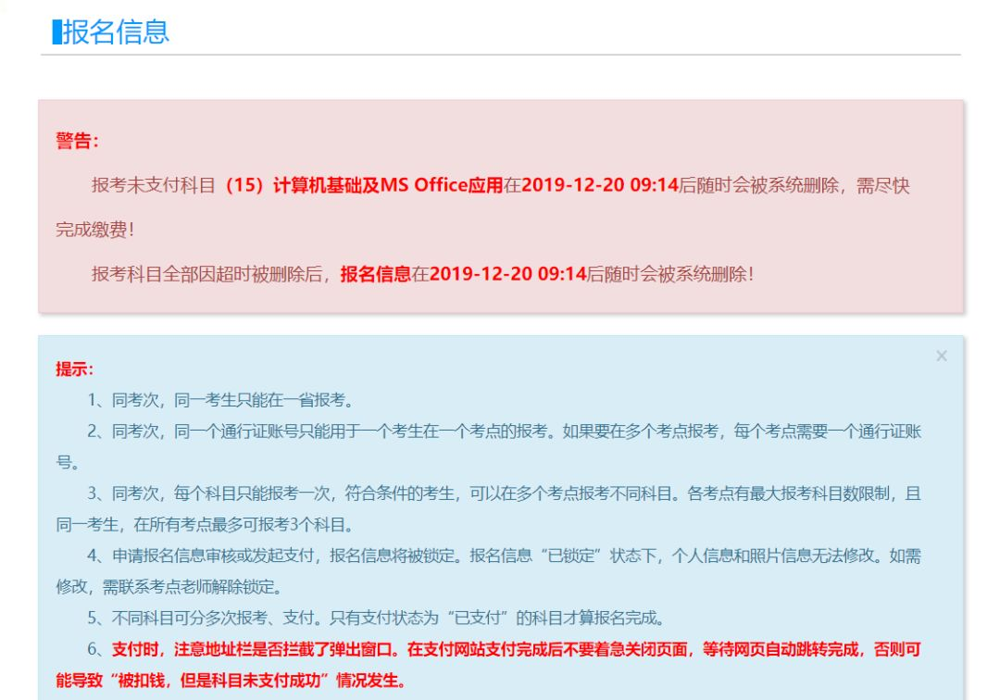 报名信息
警告：
报考未支付科目（15）计算机基础及MS Office应用在2019-12-20 09:14后随时会被系统删除，需尽快
完成缴费！
报考科目全部因超时被删除后，报名信息在2019-12-20 09:14后随时会被系统删除！
×
提示：
1、同考次，同一考生只能在一省报考。
2、同考次，同一个通行证账号只能用于一个考生在一个考点的报考。如果要在多个考点报考，每个考点需要一个通行证账
号。
3、同考次，每个科目只能报考一次，符合条件的考生，可以在多个考点报考不同科目。各考点有最大报考科目数限制，且
同一考生，在所有考点最多可报考3个科目。
4、申请报名信息审核或发起支付，报名信息将被锁定。报名信息“已锁定”状态下，个人信息和照片信息无法修改。如需
修改，需联系考点老师解除锁定。
5、不同科目可分多次报考、支付。只有支付状态为“已支付”的科目才算报名完成。
6、支付时，注意地址栏是否拦截了弹出窗口。在支付网站支付完成后不要着急关闭页面，等待网页自动跳转完成，否则可
能导致“被扣钱，但是科目未支付成功”情况发生。